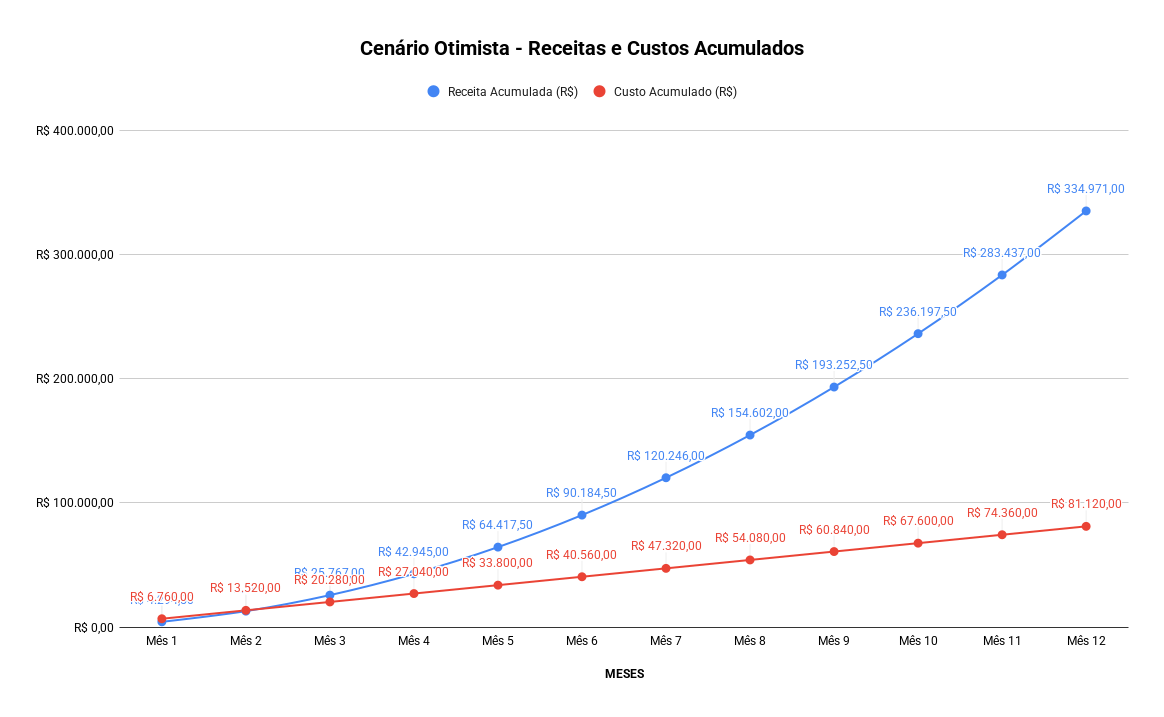 Cenário Otimista - Receitas e Custos Acumulados
Receita Acumulada (R$)
Custo Acumulado (R$)
R$ 400.000,00
R$ 300.000,00
R$ 200.000,00
R$ 100.000,00
R$ 0,00
R$ 334.971,00
R$ 283.437,00
R$ 236.197,50
R$ 193.252,50
R$ 154.602,00
R$ 120.246,00
R$ 90.184,50
R$ 64.417,50
R$ 42.945,00
R$ 25.767,00
R$ 6.760,00
R$ 13.520,00
R$ 20.280,00
R$ 27.040,00
R$ 33.800,00
R$ 40.560,00
R$ 47.320,00
R$ 54.080,00
R$ 60.840,00
R$ 67.600,00
R$ 74.360,00
R$ 81.120,00
Mês 1
Mês 2
Mês 3
Mês 4
Mês 5
Mês 6
Mês 7
Mês 8
Mês 9
Mês 10
Mês 11
Mês 12
MESES